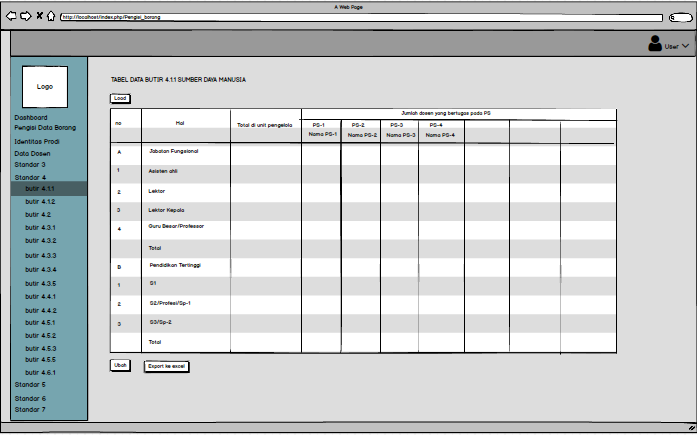 A Web Page
http://localhost/index.php/Pengisi_borang
User
Logo
Dashboard
Pengisi Data Borang
Identitas Prodi
Data Dosen
Standar 3
Standar 4
butir 4.1.1
butir 4.1.2
butir 4.2
butir 4.3.1
butir 4.3.2
butir 4.3.3
butir 4.3.4
butir 4.3.5
butir 4.4.1
butir 4.4.2
butir 4.5.1
butir 4.5.2
butir 4.5.3
butir 4.5.5
butir 4.6.1
Standar 5
Standar 6
Standar 7
TABEL DATA BUTIR 4.1.1 SUMBER DAYA MANUSIA
Load
no Hal Total di unit pengelola Jumlah dosen yang bertugas pada PS
PS-1 PS-2 PS-3 PS-4
Nama PS-1 Nama PS-2 Nama PS-3 Nama PS-4
A Jabatan Fungsional
1 Asisten ahli
2 Lektor
3 Lektor Kepala
4 Guru Besar/Professor
Total
B Pendidikan Tertinggi
1 S1
2 S2/Profesi/Sp-1
3 S3/Sp-2
Total
Ubah Export ke excel